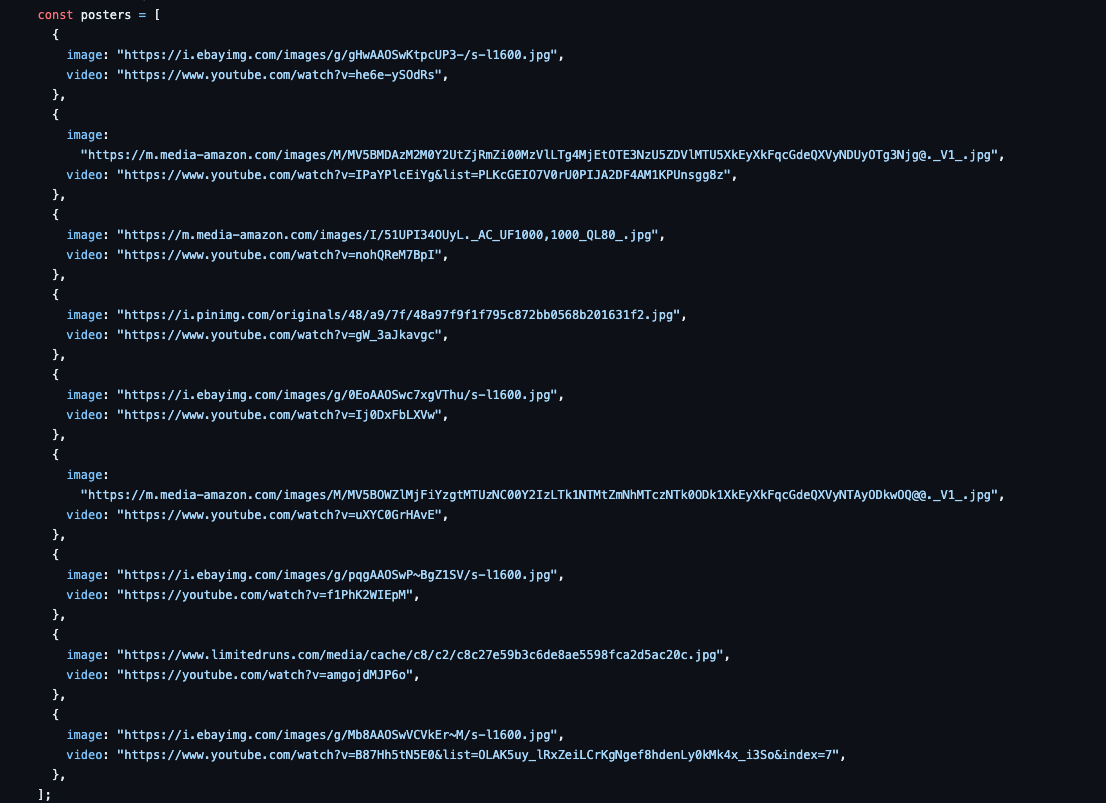 const posters = [
{
image: "https://i.ebayimg.com/images/g/gHwAAOSwKtpcUP3-/s-l1600.jpg",
video: "https://www.youtube.com/watch?v=he6e-ySOdRs",
},
{
image:
"https://m.media-amazon.com/images/M/MV5BMDAzM2M0Y2UtZjRmZi00MzVlLTg4MjEtOTE3NzU5ZDVlMTU5XkEyXkFqcGdeQXVyNDUyOTg3Njg@._V1_.jpg",
video: "https://www.youtube.com/watch?v=IPaYPlcEiYg&list=PLKcGEIO7V0rU0PIJA2DF4AM1KPUnsgg8z",
},
{
image: "https://m.media-amazon.com/images/I/51UPI34OUyL._AC_UF1000,1000_QL80_.jpg",
video: "https://www.youtube.com/watch?v=nohQReM7BpI",
},
{
image: "https://i.pinimg.com/originals/48/a9/7f/48a97f9f1f795c872bb0568b201631f2.jpg",
video: "https://www.youtube.com/watch?v=gW_3aJkavgc",
},
{
image: "https://i.ebayimg.com/images/g/0EoAAOSwc7xgVThu/s-l1600.jpg",
video: "https://www.youtube.com/watch?v=Ij0DxFbLXVw",
},
{
image:
"https://m.media-amazon.com/images/M/MV5BOWZlMjFiYzgtMTUzNC00Y2IzLTk1NTMtZmNhMTczNTk0ODk1XkEyXkFqcGdeQXVyNTAyODkwOQ@@._V1_.jpg",
video: "https://www.youtube.com/watch?v=uXYC0GrHAvE",
},
{
image: "https://i.ebayimg.com/images/g/pqgAAOSwP~BgZ1SV/s-l1600.jpg",
video: "https://youtube.com/watch?v=f1PhK2WIEpM",
},
{
image: "https://www.limitedruns.com/media/cache/c8/c2/c8c27e59b3c6de8ae5598fca2d5ac20c.jpg",
video: "https://youtube.com/watch?v=amgojdMJP6o",
},
{
image: "https://i.ebayimg.com/images/g/Mb8AAOSwVCVkEr~M/s-l1600.jpg",
video: "https://www.youtube.com/watch?v=B87Hh5tN5E0&list=OLAK5uy_lRxZeiLCrKgNgef8hdenLy0kMk4x_i3So&index=7",
},
];